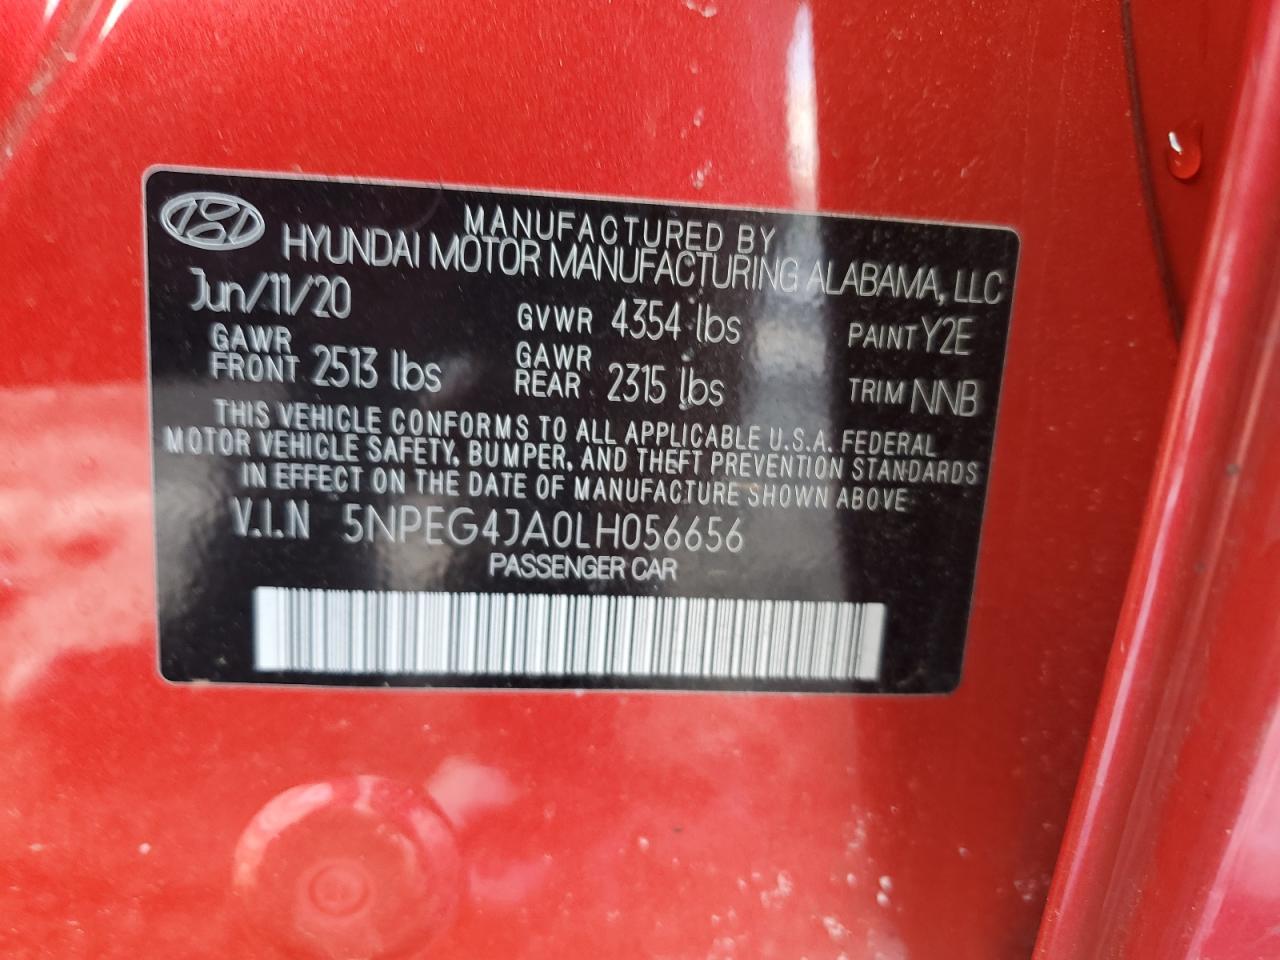 MANUFACTURED BY
HYUNDAI MOTOR MANUFACTURING ALABAMA, LLC
Jun/11/20 GVWR 4354 lbs PAINT Y2E
GAWR FRONT 2513 lbs GAWR REAR 2315 lbs TRIM NNB
THIS VEHICLE CONFORMS TO ALL APPLICABLE U.S.A. FEDERAL
MOTOR VEHICLE SAFETY, BUMPER, AND THEFT PREVENTION STANDARDS
IN EFFECT ON THE DATE OF MANUFACTURE SHOWN ABOVE
V.I.N 5NPEG4JA0LH056656
PASSENGER CAR